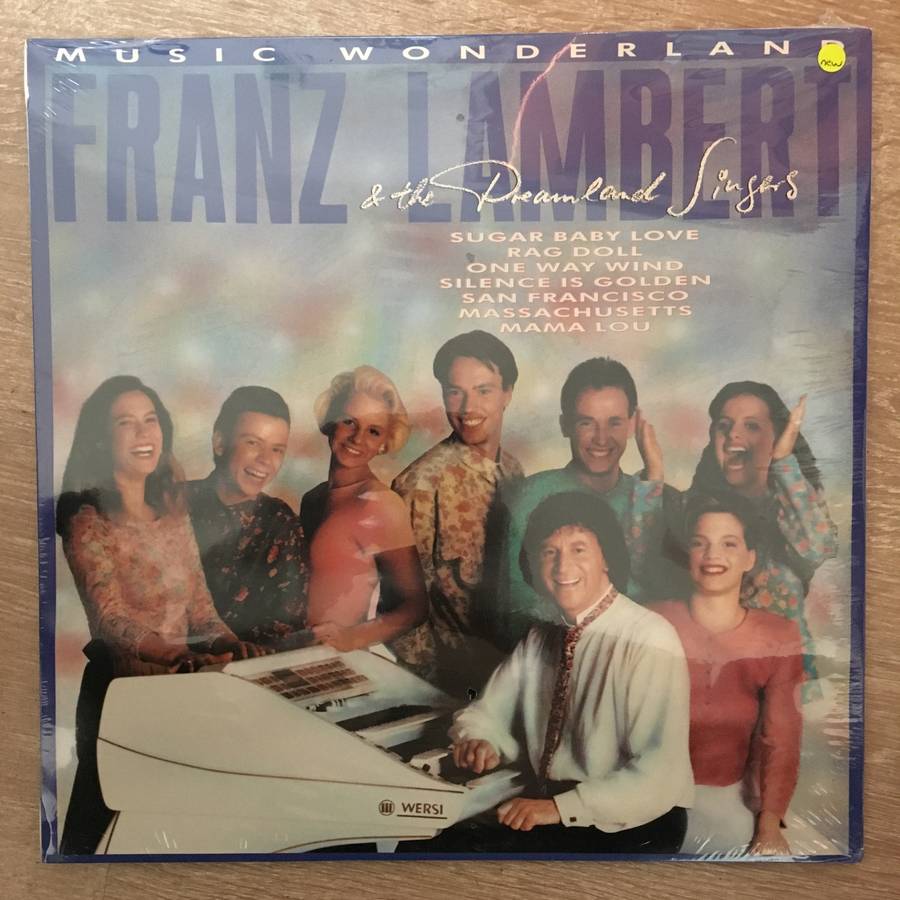 MUSIC WONDERLAND
new
FRANZ LAMBERT
& the Dreamland Singers
SUGAR BABY LOVE
RAG DOLL
ONE WAY WIND
SILENCE IS GOLDEN
SAN FRANCISCO
MASSACHUSETTS
MAMA LOU
WERSI